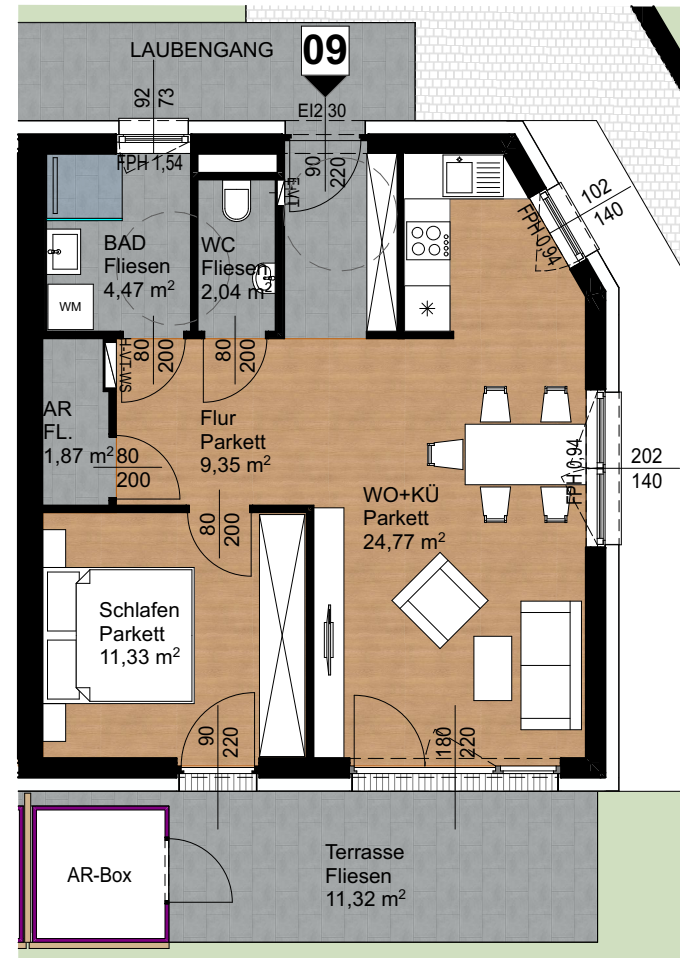 LAUBENGANG
09
92
73
EI2 30
FPH 1,54
90
220
E-VT
102
140
FPH 0,94
BAD
Fliesen
4,47 m²
WC
Fliesen
2,04 m²
WM
80
200
H-VT-WS
80
200
AR
FL.
1,87 m²
80
200
Flur
Parkett
9,35 m²
WO+KÜ
Parkett
24,77 m²
FPH 0,94
202
140
80
200
Schlafen
Parkett
11,33 m²
90
220
180
220
AR-Box
Terrasse
Fliesen
11,32 m²